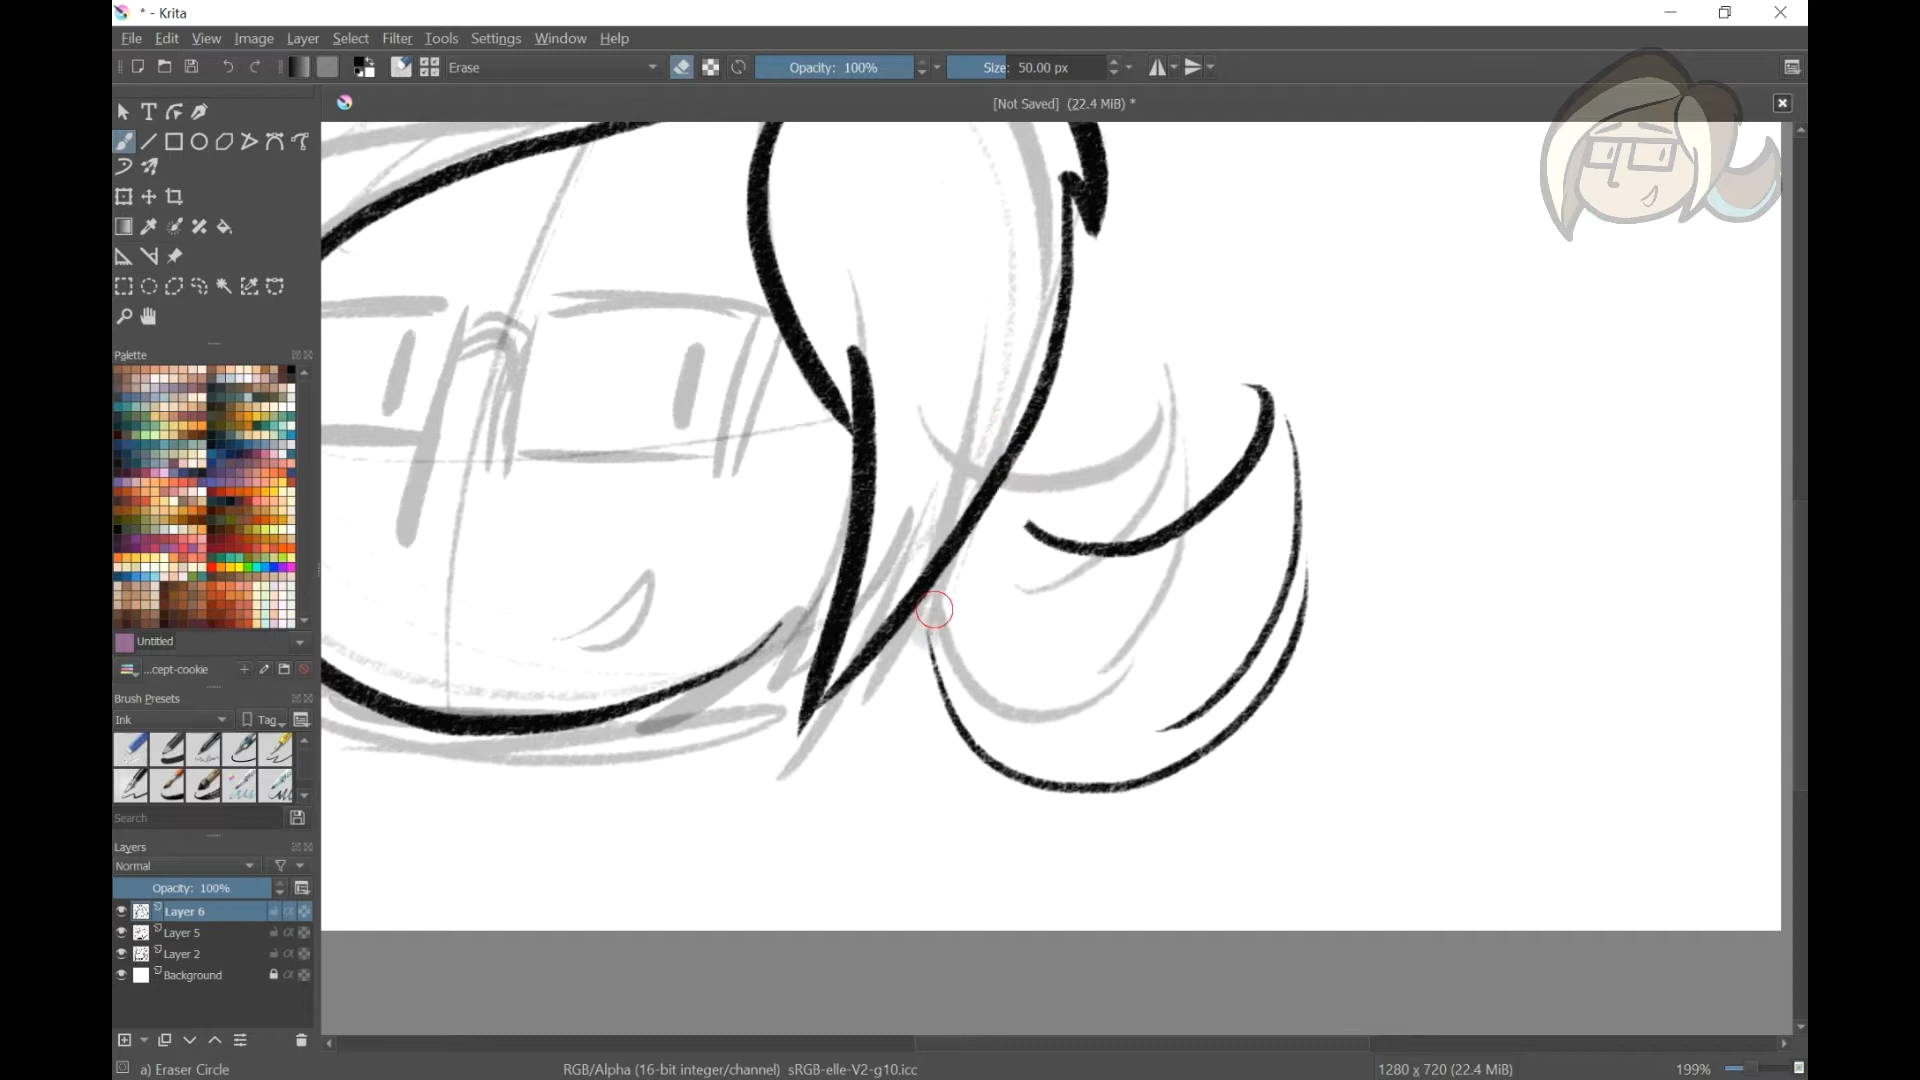 * - Krita
File Edit View Image Layer Select Filter Tools Settings Window Help
Erase Opacity: 100% Size: 50.00 px
[Not Saved] (22.4 MiB) *
Palette
Untitled
...cept-cookie
Brush Presets
Ink Tag
Search
Layers
Normal
Opacity: 100%
Layer 6
Layer 5
Layer 2
Background
a) Eraser Circle RGB/Alpha (16-bit integer/channel) sRGB-elle-V2-g10.icc 1280 x 720 (22.4 MiB) 199%